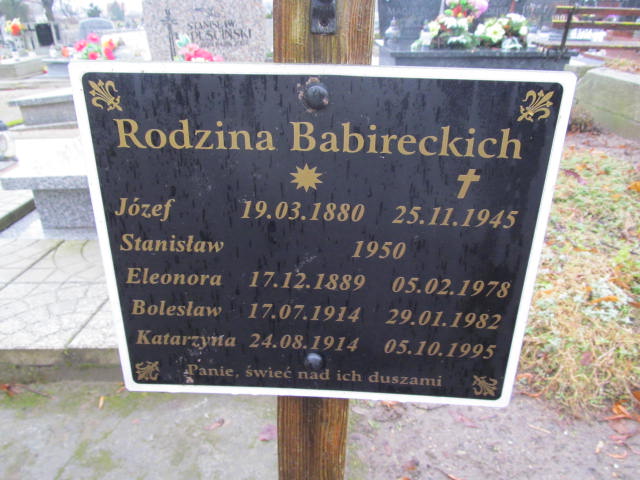 STANISŁAW
Rodzina Babireckich
Józef 19.03.1880 25.11.1945
Stanisław 1950
Eleonora 17.12.1889 05.02.1978
Bolesław 17.07.1914 29.01.1982
Katarzyna 24.08.1914 05.10.1995
Panie, świeć nad ich duszami